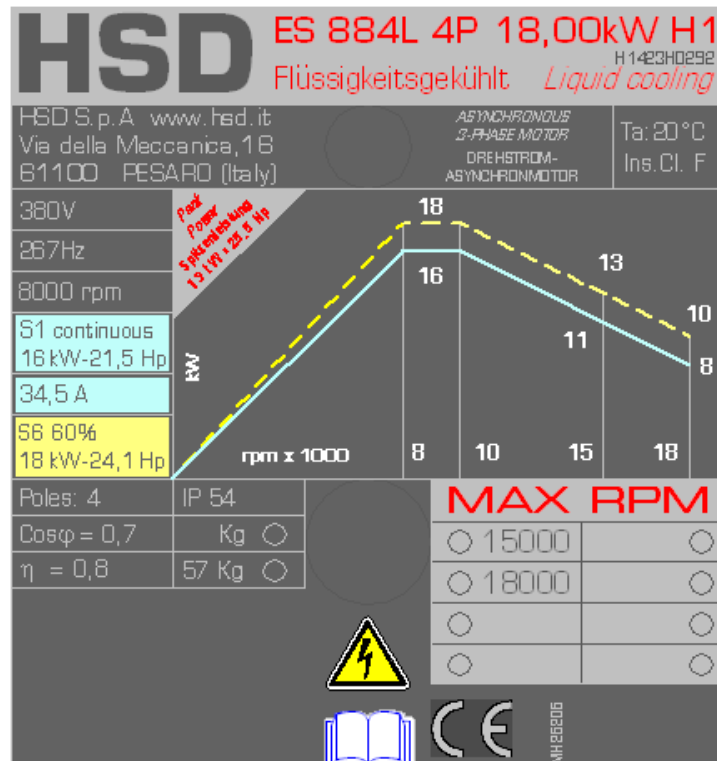 HSD
ES 884L 4P 18,00kW H1
H1423H0292
Flüssigkeitsgekühlt Liquid cooling
HSD S.p.A www.hsd.it
Via della Meccanica,16
61100 PESARO (Italy)
ASYNCHRONOUS
3-PHASE MOTOR
DREHSTROM-
ASYNCHRONMOTOR
Ta: 20°C
Ins.Cl. F
380V
267Hz
8000 rpm
S1 continuous
16 kW-21,5 Hp
34,5 A
S6 60%
18 kW-24,1 Hp
Peak
Power
Spitzenleistung
19 kW = 25,5 Hp
kW
18
16
13
11
10
8
rpm x 1000
8
10
15
18
Poles: 4
IP 54
Cosφ = 0,7
Kg
η = 0,8
57 Kg
MAX RPM
15000
18000
CE